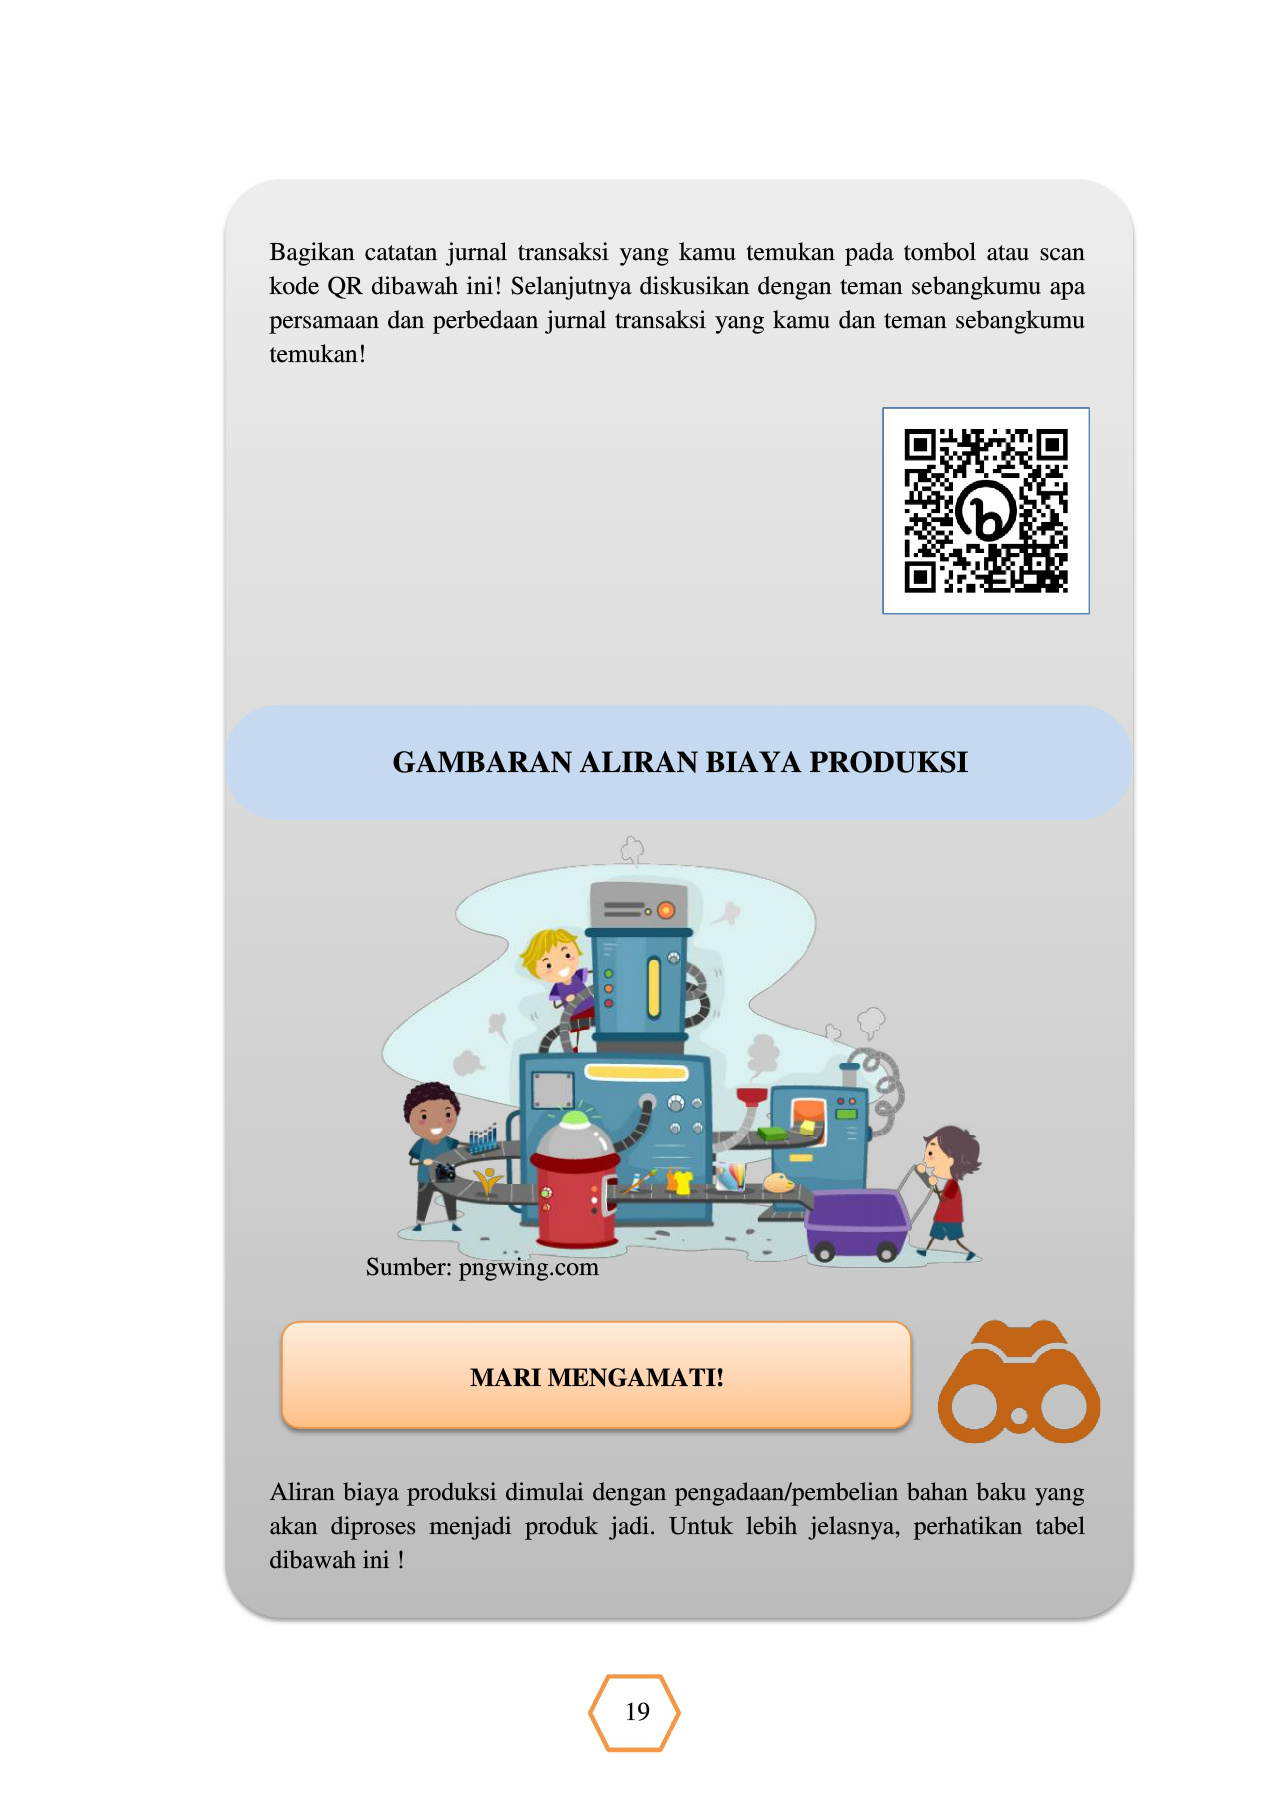 Bagikan catatan jurnal transaksi yang kamu temukan pada tombol atau scan
kode QR dibawah ini! Selanjutnya diskusikan dengan teman sebangkumu apa
persamaan dan perbedaan jurnal transaksi yang kamu dan teman sebangkumu
temukan!
b
GAMBARAN ALIRAN BIAYA PRODUKSI
Sumber: pngwing.com
MARI MENGAMATI!
Aliran biaya produksi dimulai dengan pengadaan/pembelian bahan baku yang
akan diproses menjadi produk jadi. Untuk lebih jelasnya, perhatikan tabel
dibawah ini !
19